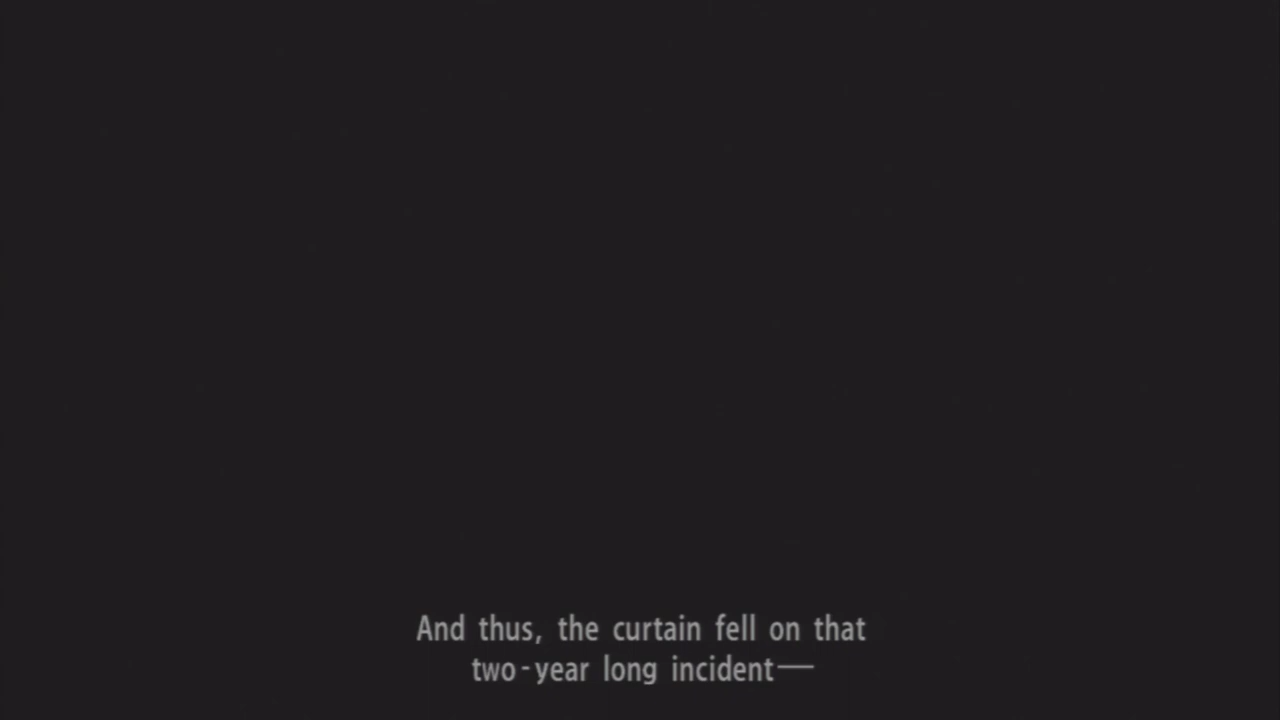 And thus, the curtain fell on that
two-year long incident──